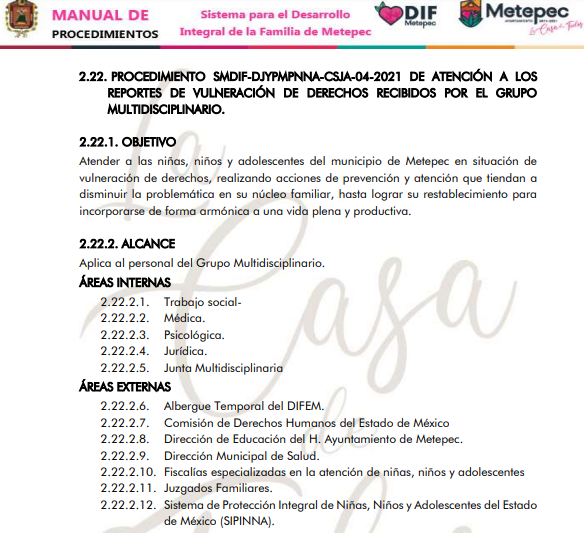 MANUAL DE
PROCEDIMIENTOS
Sistema para el Desarrollo
Integral de la Familia de Metepec
DIF
Metepec
Metepec
La Casa de Todos
2.22. PROCEDIMIENTO SMDIF-DJYPMPNNA-CSJA-04-2021 DE ATENCIÓN A LOS
REPORTES DE VULNERACIÓN DE DERECHOS RECIBIDOS POR EL GRUPO
MULTIDISCIPLINARIO.
2.22.1. OBJETIVO
Atender a las niñas, niños y adolescentes del municipio de Metepec en situación de
vulneración de derechos, realizando acciones de prevención y atención que tiendan a
disminuir la problemática en su núcleo familiar, hasta lograr su restablecimiento para
incorporarse de forma armónica a una vida plena y productiva.
2.22.2. ALCANCE
Aplica al personal del Grupo Multidisciplinario.
ÁREAS INTERNAS
2.22.2.1. Trabajo social-
2.22.2.2. Médica.
2.22.2.3. Psicológica.
2.22.2.4. Jurídica.
2.22.2.5. Junta Multidisciplinaria
ÁREAS EXTERNAS
2.22.2.6. Albergue Temporal del DIFEM.
2.22.2.7. Comisión de Derechos Humanos del Estado de México
2.22.2.8. Dirección de Educación del H. Ayuntamiento de Metepec.
2.22.2.9. Dirección Municipal de Salud.
2.22.2.10. Fiscalías especializadas en la atención de niñas, niños y adolescentes
2.22.2.11. Juzgados Familiares.
2.22.2.12. Sistema de Protección Integral de Niñas, Niños y Adolescentes del Estado
de México (SIPINNA).
La
Casa
de